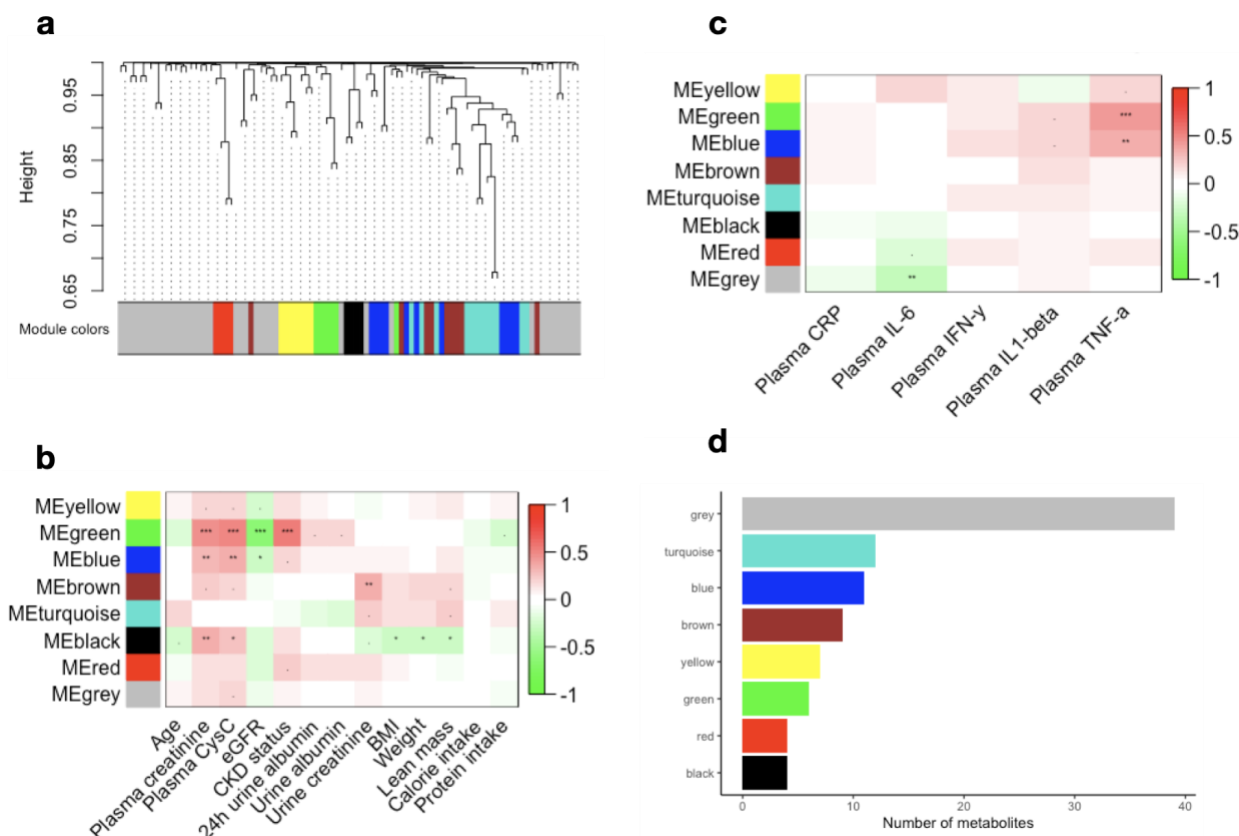 a
Height
0.65 0.75 0.85 0.95
Module colors
c
MEyellow
MEgreen
MEblue
MEbrown
MEturquoise
MEblack
MEred
MEgrey
.
. ***
. **
.
**
1
0.5
0
-0.5
-1
Plasma CRP
Plasma IL-6
Plasma IFN-y
Plasma IL1-beta
Plasma TNF-a
b
MEyellow
MEgreen
MEblue
MEbrown
MEturquoise
MEblack
MEred
MEgrey
. . .
*** *** *** *** . . .
** ** * .
. . ** .
. .
. ** * . * * *
.
.
1
0.5
0
-0.5
-1
Age
Plasma creatinine
Plasma CysC
eGFR
CKD status
24h urine albumin
Urine albumin
Urine creatinine
BMI
Weight
Lean mass
Calorie intake
Protein intake
d
grey
turquoise
blue
brown
yellow
green
red
black
0 10 20 30 40
Number of metabolites